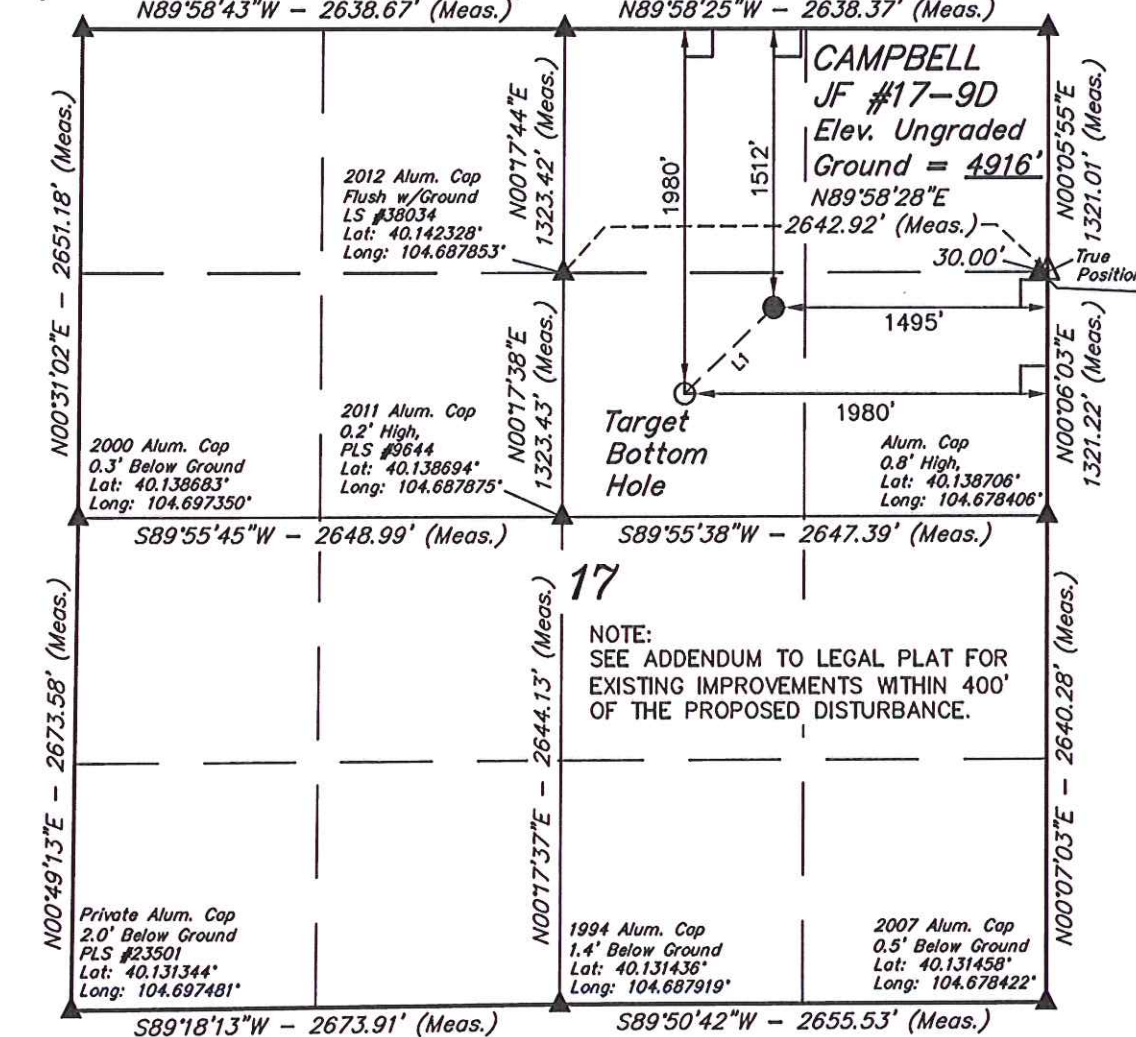 N89°58'43"W - 2638.67' (Meas.)
N89°58'25"W - 2638.37' (Meas.)
CAMPBELL
JF #17-9D
Elev. Ungraded
Ground = 4916'
N00°31'02"E - 2651.18' (Meas.)
N00°17'44"E
1323.42' (Meas.)
1980'
1512'
N00°05'55"E
1321.01' (Meas.)
2012 Alum. Cap
Flush w/Ground
LS #38034
Lat: 40.142328°
Long: 104.687853°
N89°58'28"E
2642.92' (Meas.)
30.00'
True
Position
1495'
L1
1980'
Target
Bottom
Hole
N00°17'38"E
1323.43' (Meas.)
N00°06'03"E
1321.22' (Meas.)
2000 Alum. Cap
0.3' Below Ground
Lat: 40.138683°
Long: 104.697350°
2011 Alum. Cap
0.2' High,
PLS #9644
Lat: 40.138694°
Long: 104.687875°
Alum. Cap
0.8' High,
Lat: 40.138706°
Long: 104.678406°
S89°55'45"W - 2648.99' (Meas.)
S89°55'38"W - 2647.39' (Meas.)
17
NOTE:
SEE ADDENDUM TO LEGAL PLAT FOR
EXISTING IMPROVEMENTS WITHIN 400'
OF THE PROPOSED DISTURBANCE.
N00°49'13"E - 2673.58' (Meas.)
N00°17'37"E - 2644.13' (Meas.)
N00°07'03"E - 2640.28' (Meas.)
Private Alum. Cap
2.0' Below Ground
PLS #23501
Lat: 40.131344°
Long: 104.697481°
1994 Alum. Cap
1.4' Below Ground
Lat: 40.131436°
Long: 104.687919°
2007 Alum. Cap
0.5' Below Ground
Lat: 40.131458°
Long: 104.678422°
S89°18'13"W - 2673.91' (Meas.)
S89°50'42"W - 2655.53' (Meas.)